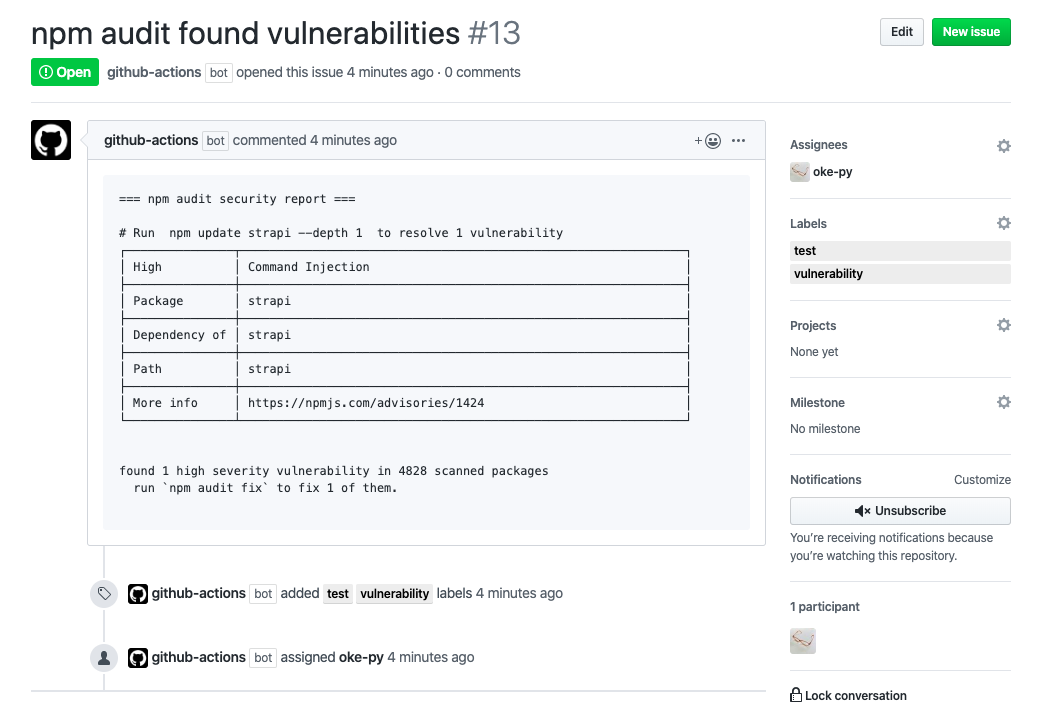 npm audit found vulnerabilities #13
Edit
New issue
Open github-actions bot opened this issue 4 minutes ago · 0 comments
github-actions bot commented 4 minutes ago
=== npm audit security report ===
# Run  npm update strapi --depth 1  to resolve 1 vulnerability
High Command Injection
Package strapi
Dependency of strapi
Path strapi
More info https://npmjs.com/advisories/1424
found 1 high severity vulnerability in 4828 scanned packages
run `npm audit fix` to fix 1 of them.
github-actions bot added test vulnerability labels 4 minutes ago
github-actions bot assigned oke-py 4 minutes ago
Assignees
oke-py
Labels
test
vulnerability
Projects
None yet
Milestone
No milestone
Notifications Customize
Unsubscribe
You’re receiving notifications because
you’re watching this repository.
1 participant
Lock conversation